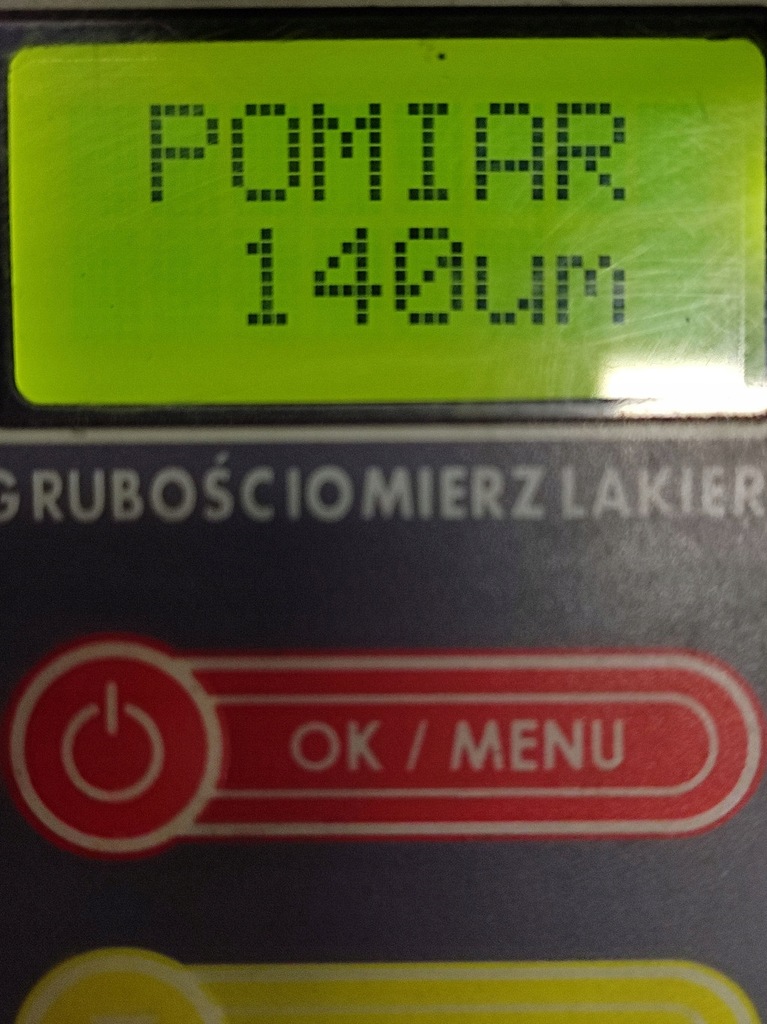 POMIAR
140um
GRUBOŚCIOMIERZ LAKIER
OK / MENU